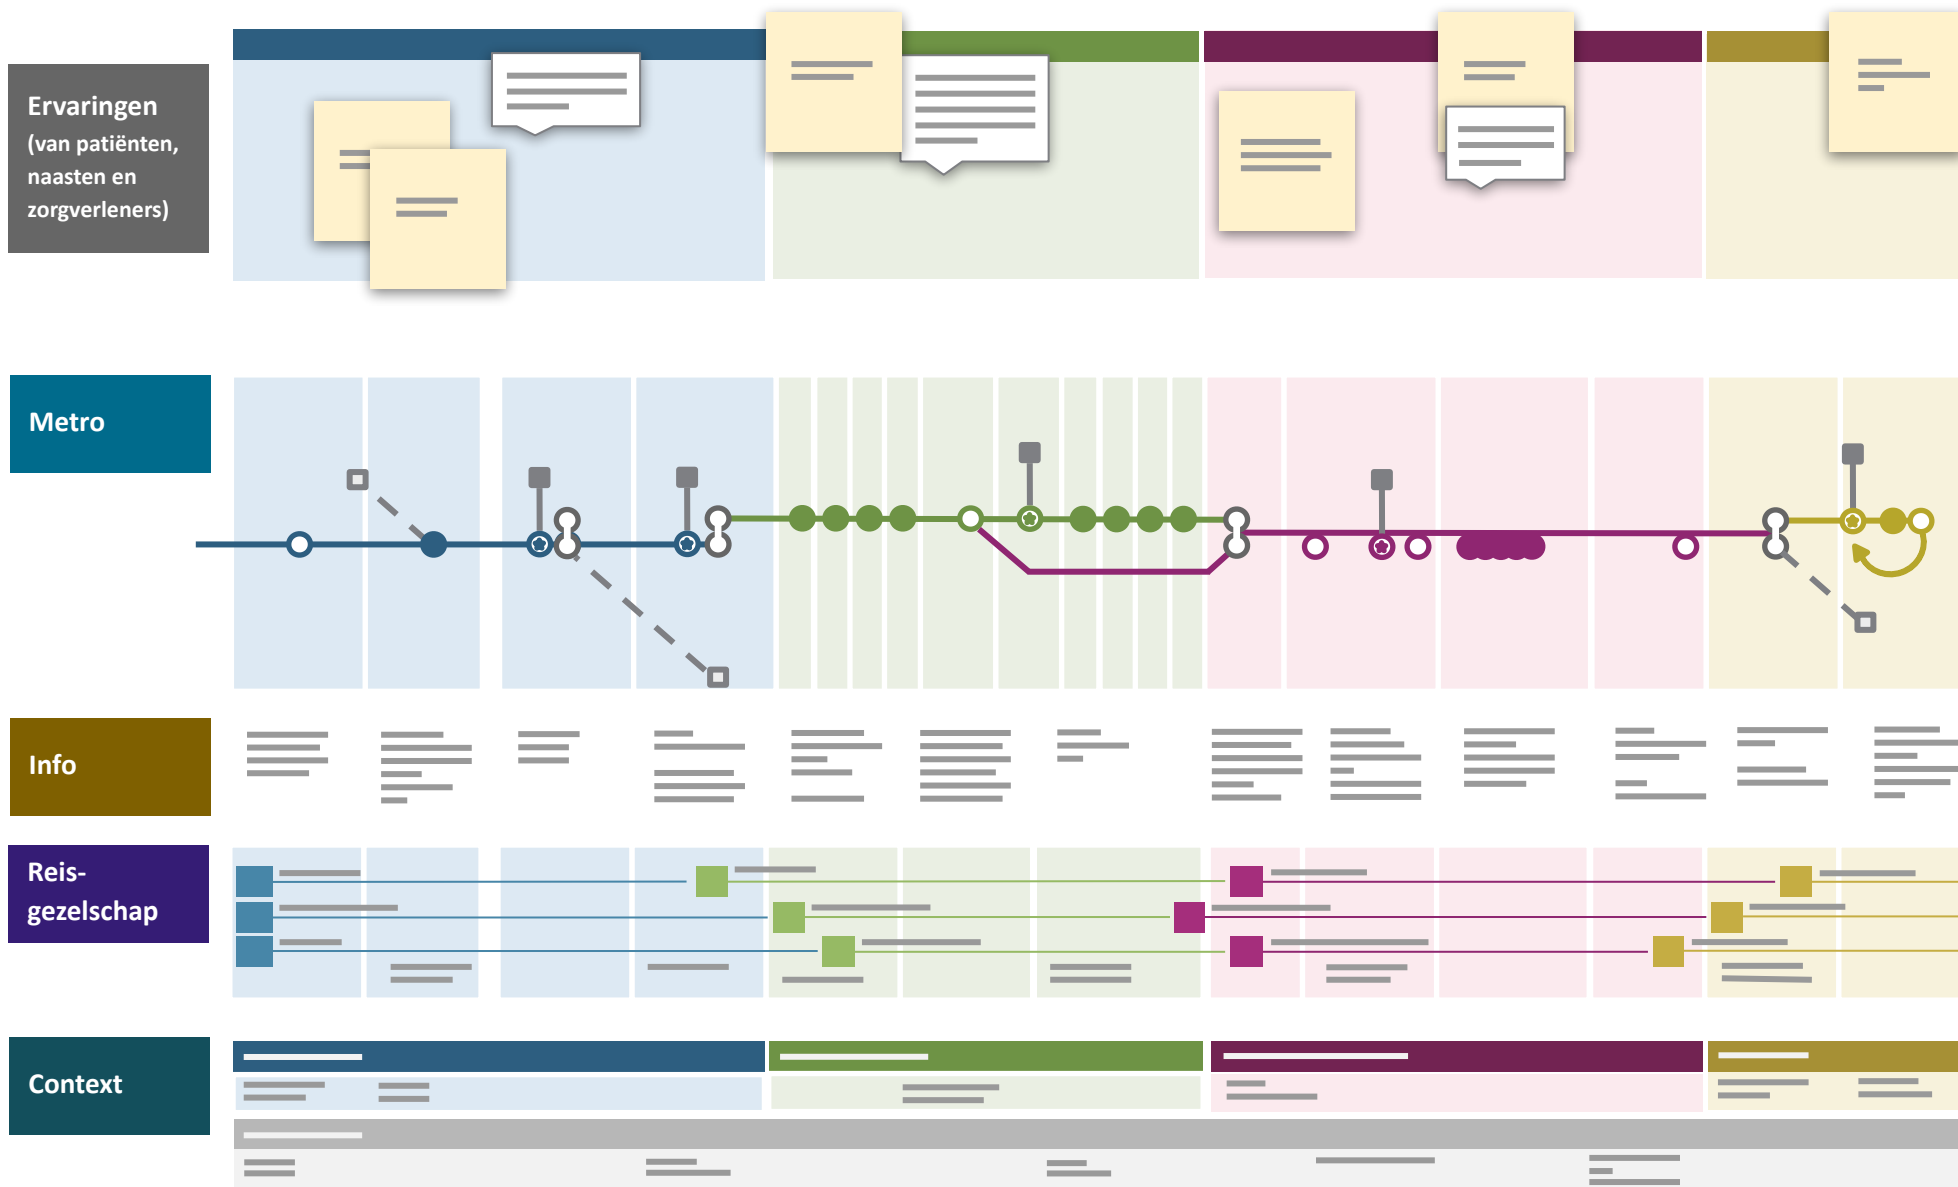 Ervaringen
(van patiënten,
naasten en
zorgverleners)
Metro
Info
Reis-
gezelschap
Context